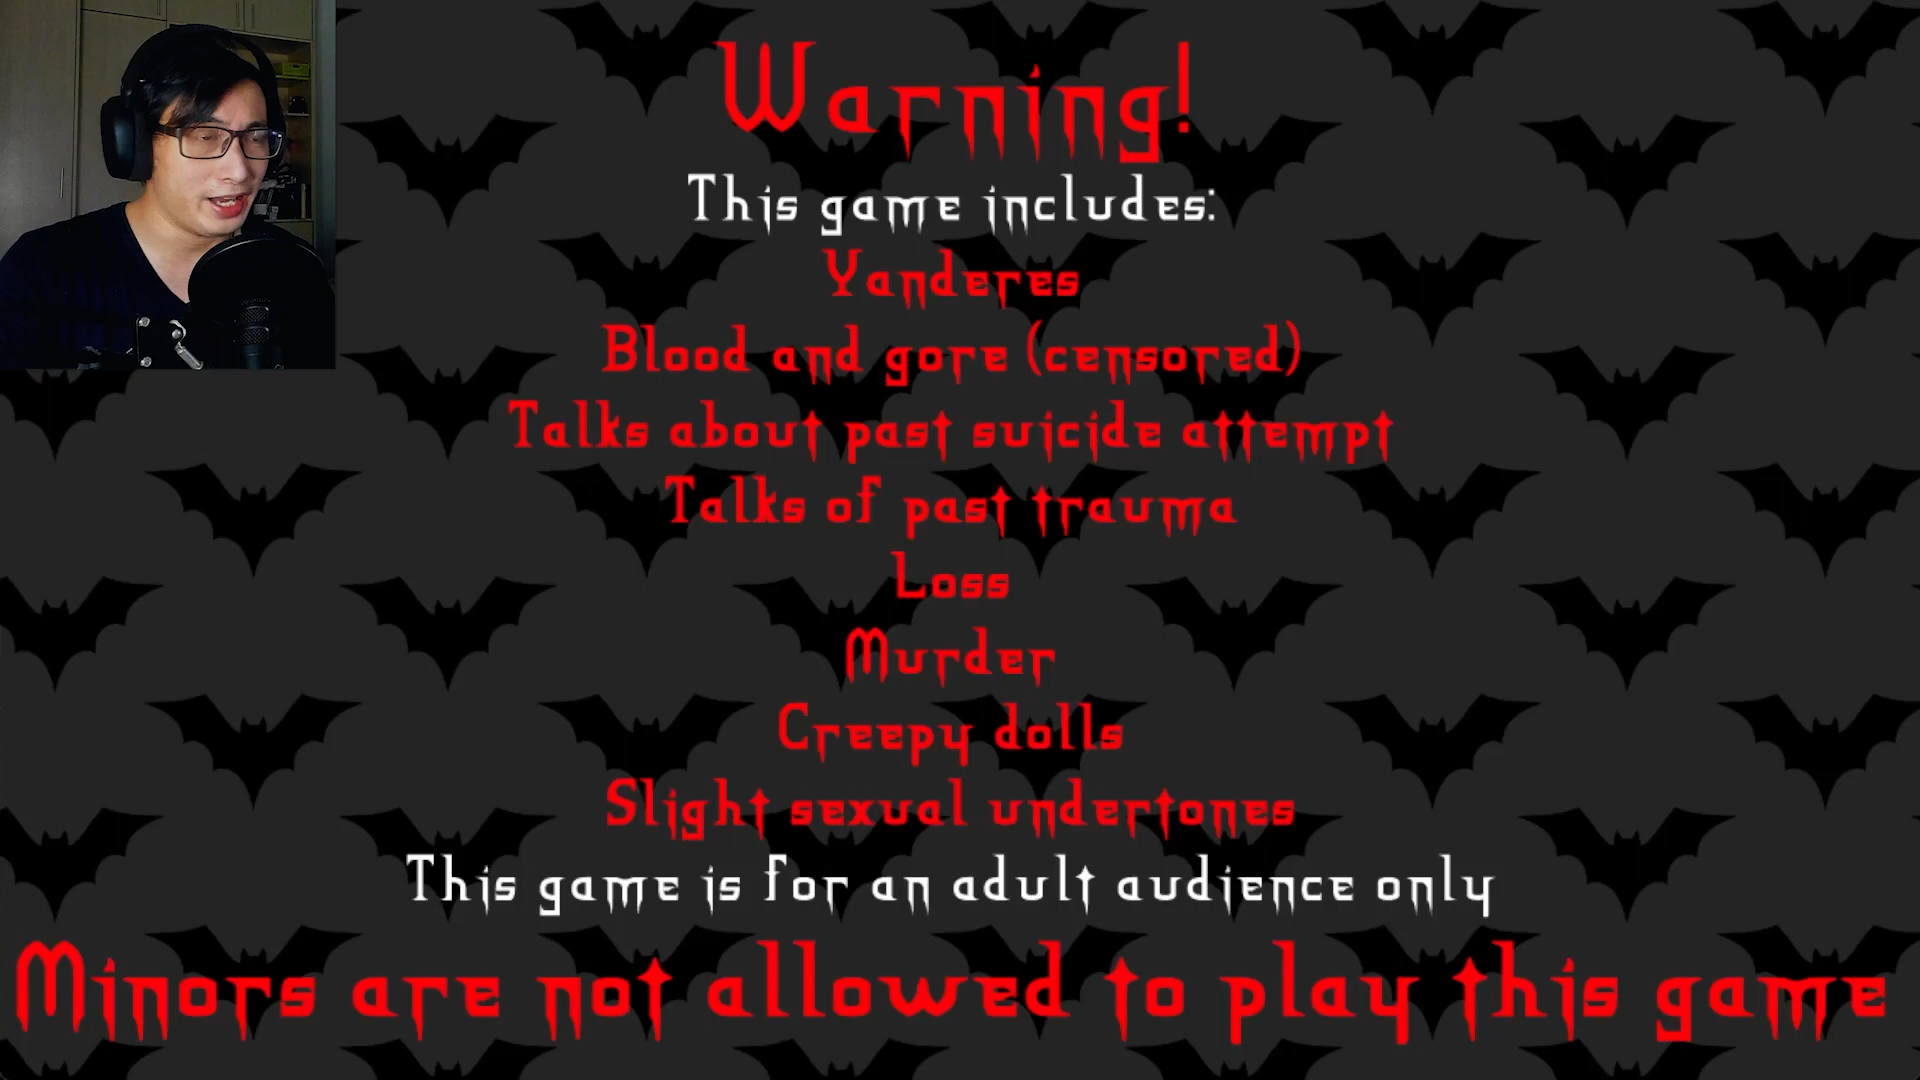 Warning!
This game includes:
Yanderes
Blood and gore (censored)
Talks about past suicide attempt
Talks of past trauma
Loss
Murder
Creepy dolls
Slight sexual undertones
This game is for an adult audience only
Minors are not allowed to play this game